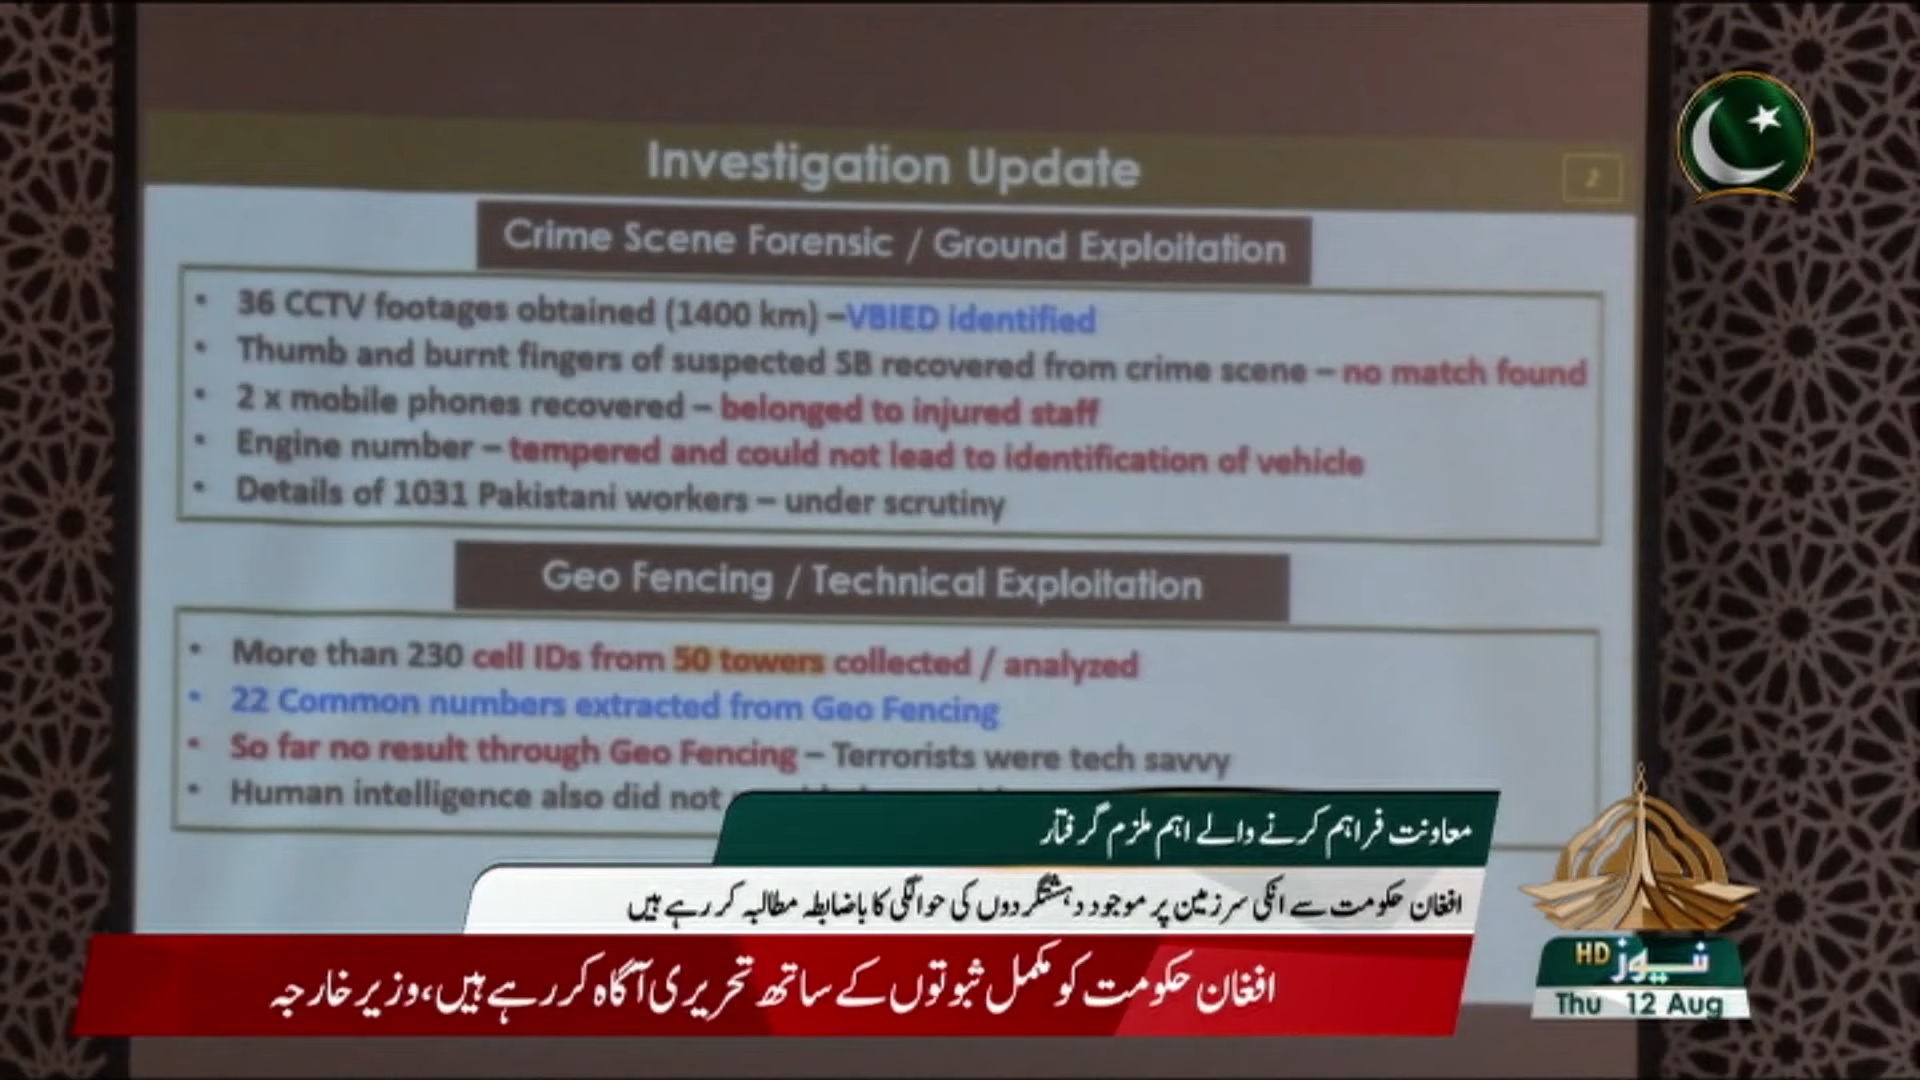 Investigation Update
2
Crime Scene Forensic / Ground Exploitation
• 36 CCTV footages obtained (1400 km) –VBIED identified
• Thumb and burnt fingers of suspected SB recovered from crime scene – no match found
• 2 x mobile phones recovered – belonged to injured staff
• Engine number – tempered and could not lead to identification of vehicle
• Details of 1031 Pakistani workers – under scrutiny
Geo Fencing / Technical Exploitation
• More than 230 cell IDs from 50 towers collected / analyzed
• 22 Common numbers extracted from Geo Fencing
• So far no result through Geo Fencing – Terrorists were tech savvy
• Human intelligence also did not
معاونت فراہم کرنے والے اہم ملزم گرفتار
افغان حکومت سے انکی سرزمین پر موجود دہشتگردوں کی حوالگی کا باضابطہ مطالبہ کر رہے ہیں
افغان حکومت کو مکمل ثبوتوں کے ساتھ تحریری آگاہ کر رہے ہیں، وزیر خارجہ
نیوز HD
Thu 12 Aug